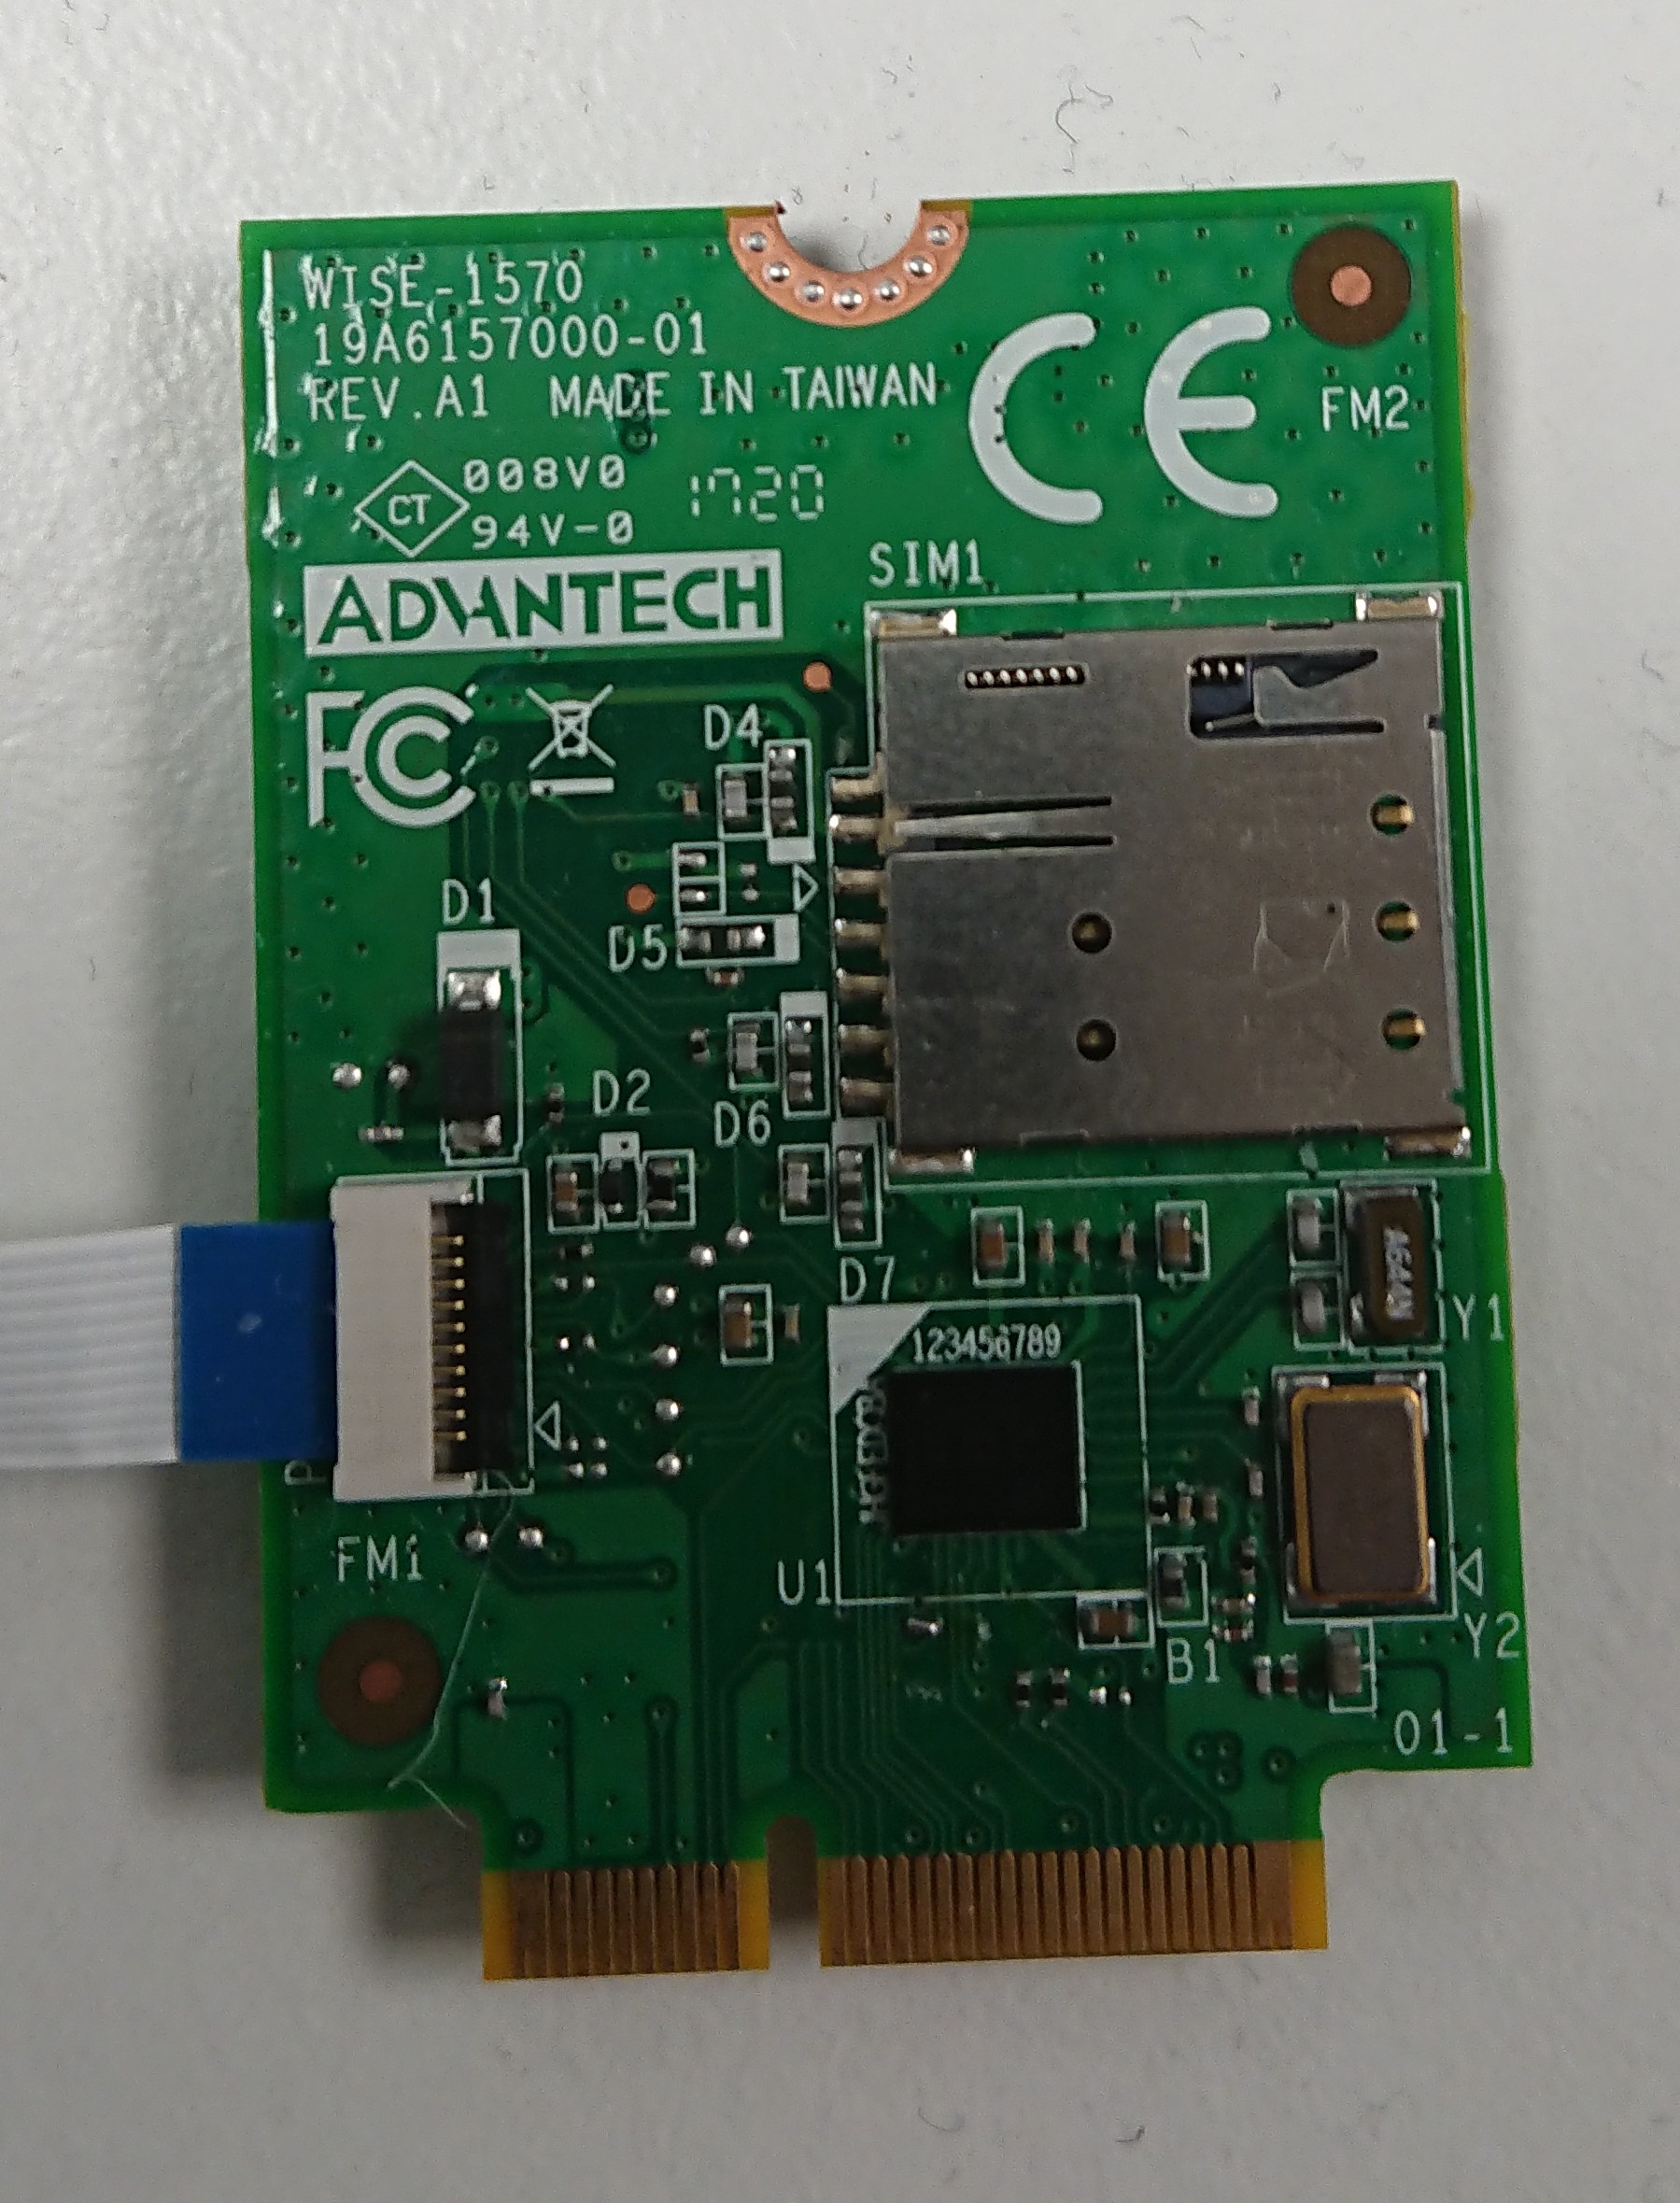 WISE-1570
19A6157000-01
REV.A1 MADE IN TAIWAN
CE
FM2
CT
008V0
94V-0
1720
ADVANTECH
SIM1
FC
D4
D1
D5
D2
D6
D7
Y1
123456789
HGFEDCBA
FM1
U1
B1
Y2
01-1